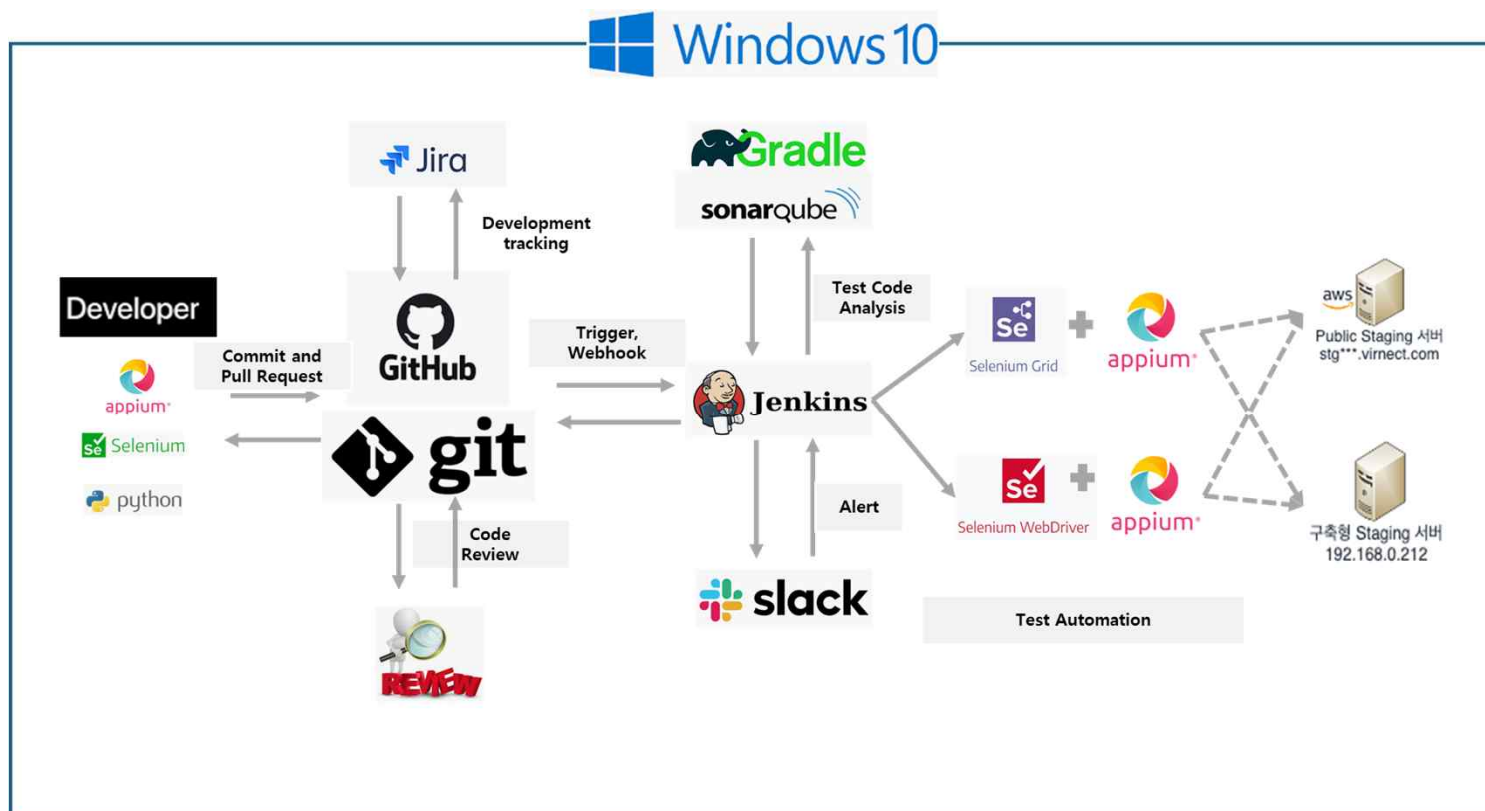 Windows 10
Jira
Development
tracking
Gradle
sonarqube
Test Code
Analysis
Developer
appium
Selenium
python
Commit and
Pull Request
GitHub
git
Trigger,
Webhook
Jenkins
Code
Review
REVIEW
Alert
slack
Se
Selenium Grid
appium
Se
Selenium WebDriver
appium
aws
Public Staging 서버
stg***.virnect.com
구축형 Staging 서버
192.168.0.212
Test Automation